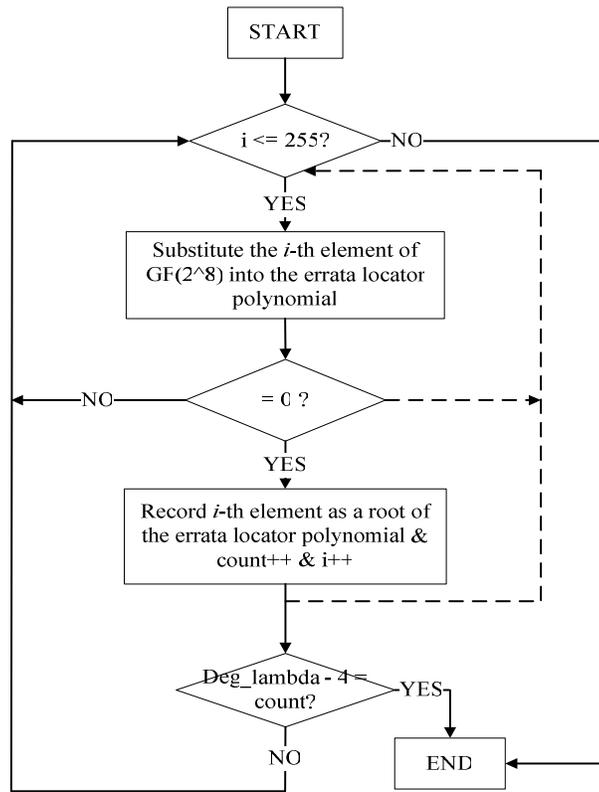 START
i <= 255?
NO
YES
Substitute the i-th element of
GF(2^8) into the errata locator
polynomial
NO
= 0 ?
YES
Record i-th element as a root of
the errata locator polynomial &
count++ & i++
Deg_lambda - 4 =
count?
YES
NO
END